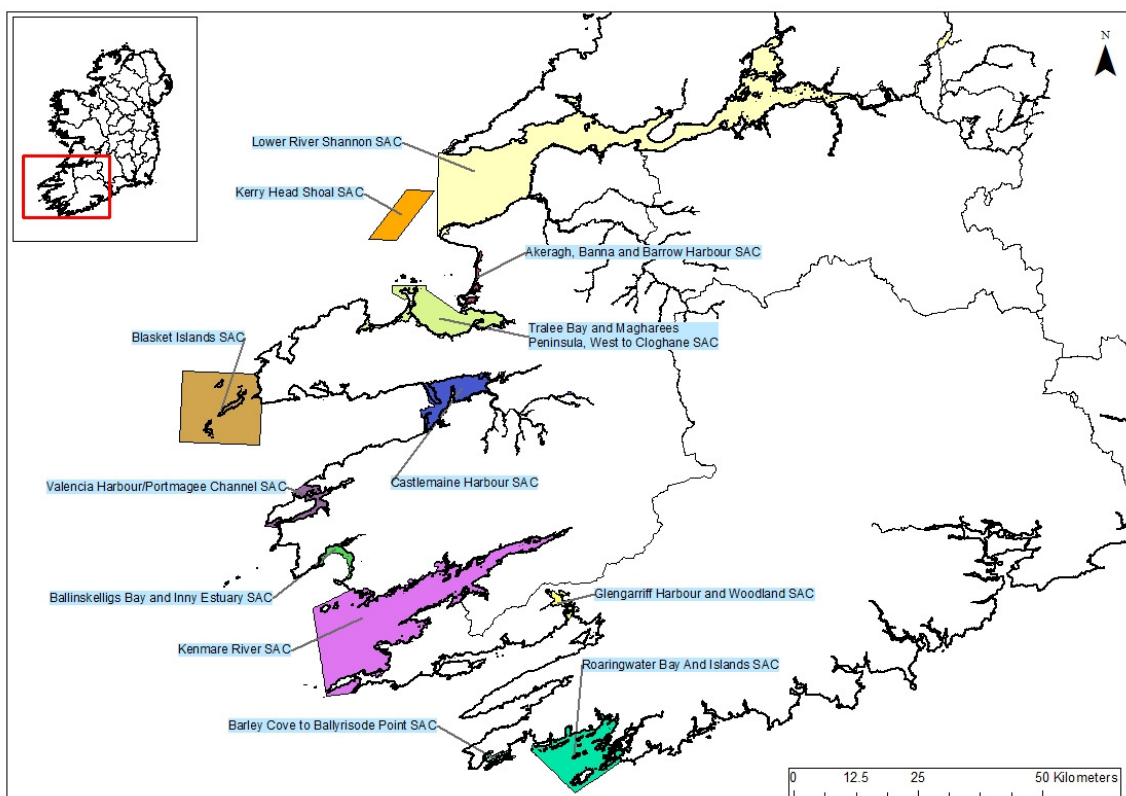 N
Lower River Shannon SAC
Kerry Head Shoal SAC
Akeragh, Banna and Barrow Harbour SAC
Tralee Bay and Magharees
Peninsula, West to Cloghane SAC
Blasket Islands SAC
Valencia Harbour/Portmagee Channel SAC
Castlemaine Harbour SAC
Ballinskelligs Bay and Inny Estuary SAC
Glengarriff Harbour and Woodland SAC
Kenmare River SAC
Roaringwater Bay And Islands SAC
Barley Cove to Ballyrisode Point SAC
0 12.5 25 50 Kilometers